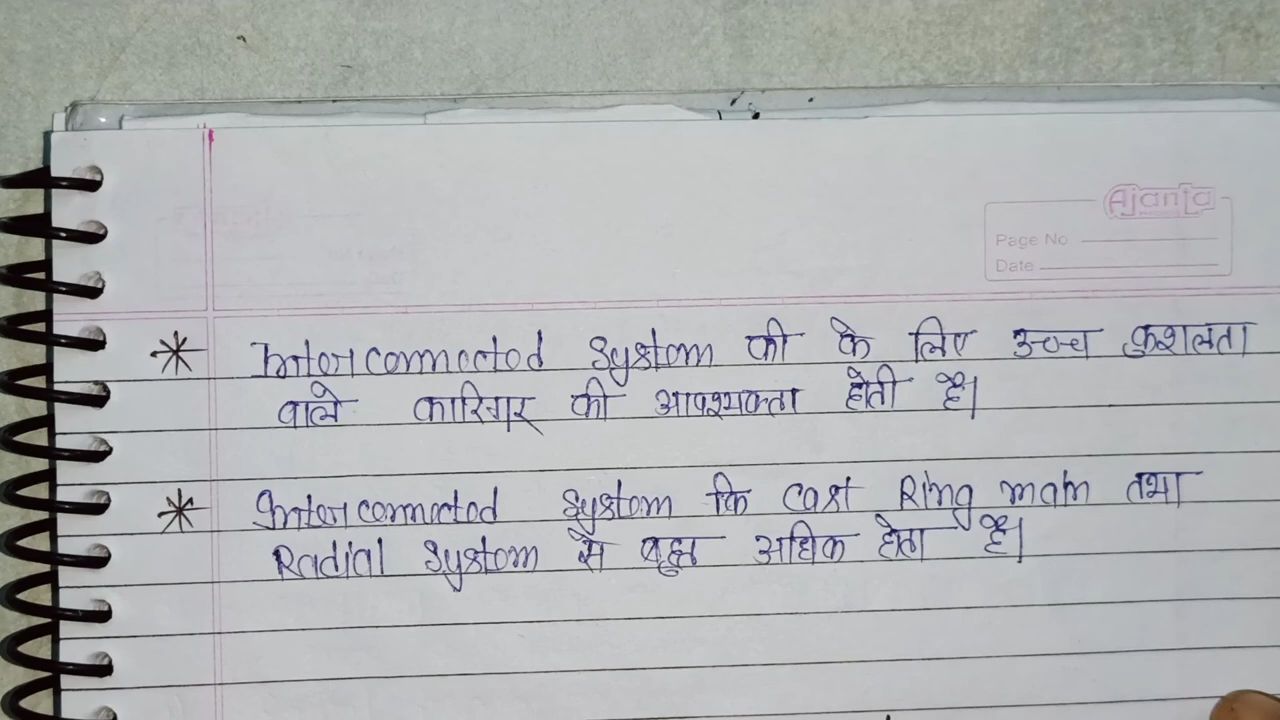 Ajanta
Page No.
Date
* Interconnected System की के लिए उच्च कुशलता
वाले कारिगर की आवश्यकता होती है।
* Interconnected System कि cost Ring main तथा
Radial System से बहुत अधिक होता है।